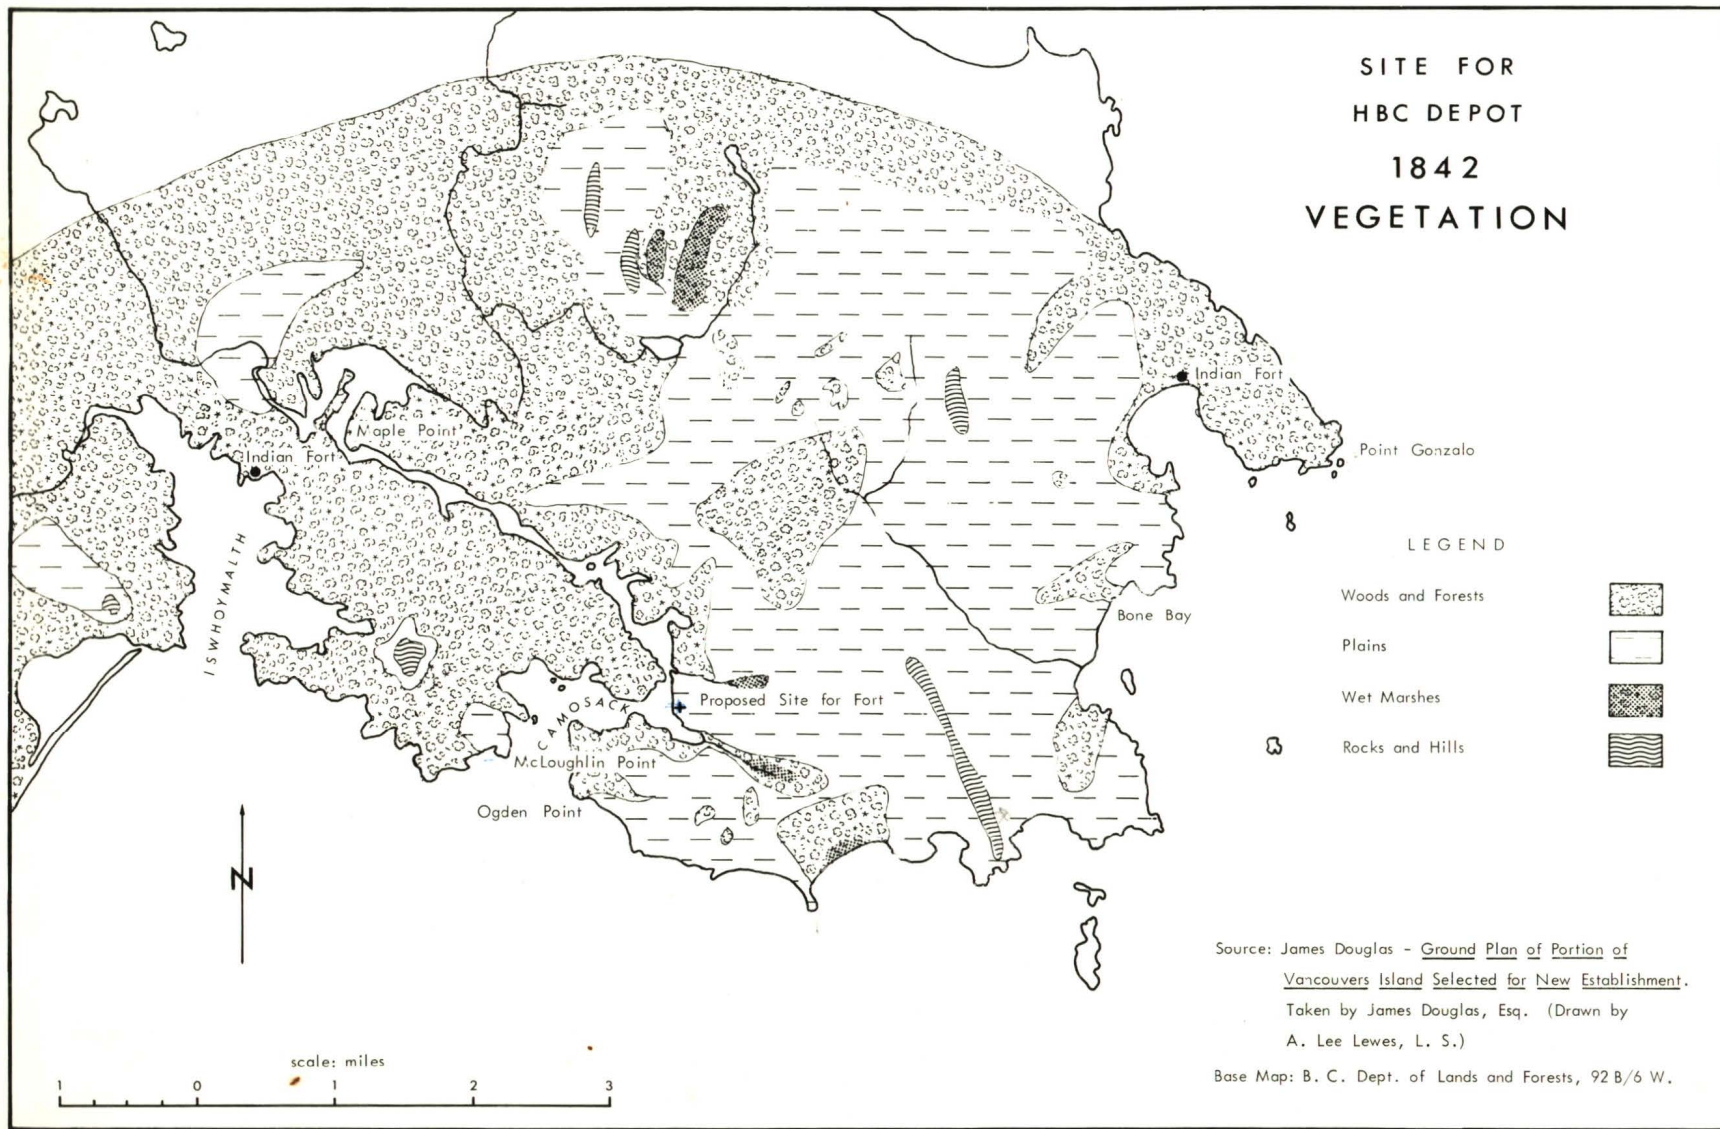 SITE FOR
HBC DEPOT
1842
VEGETATION
Indian Fort
Point Gonzalo
Maple Point
Indian Fort
ISWHOYMALTH
Bone Bay
Proposed Site for Fort
CAMOSACK
McLoughlin Point
Ogden Point
LEGEND
Woods and Forests
Plains
Wet Marshes
Rocks and Hills
N
Source: James Douglas - Ground Plan of Portion of
Vancouvers Island Selected for New Establishment.
Taken by James Douglas, Esq. (Drawn by
A. Lee Lewes, L. S.)
Base Map: B. C. Dept. of Lands and Forests, 92 B/6 W.
scale: miles
1 0 1 2 3